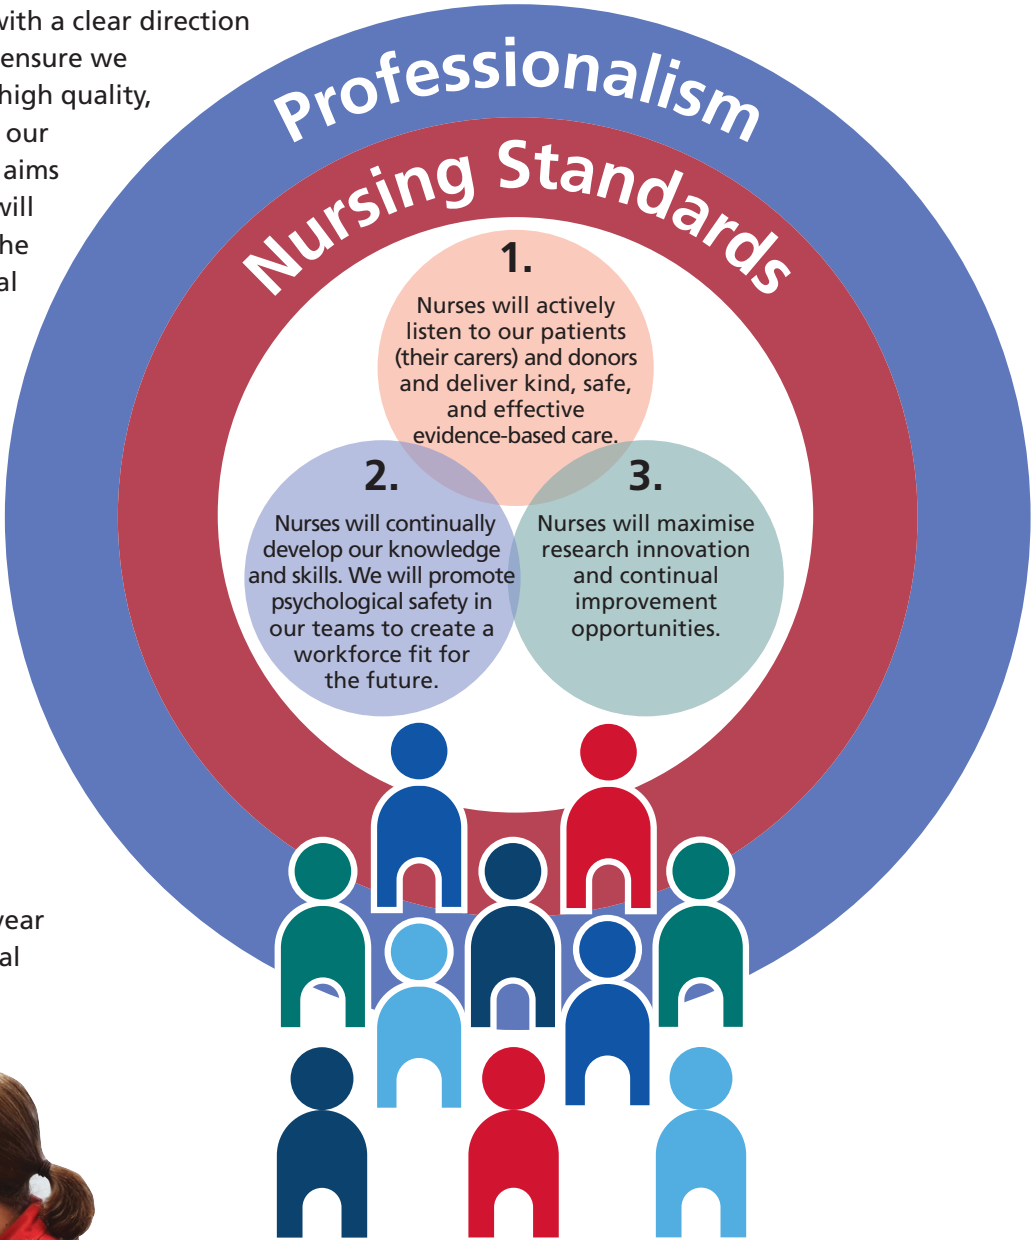 with a clear direction
ensure we
high quality,
our
aims
will
he
al
Professionalism
Nursing Standards
1.
Nurses will actively
listen to our patients
(their carers) and donors
and deliver kind, safe,
and effective
evidence-based care.
2.
Nurses will continually
develop our knowledge
and skills. We will promote
psychological safety in
our teams to create a
workforce fit for
the future.
3.
Nurses will maximise
research innovation
and continual
improvement
opportunities.
year
al